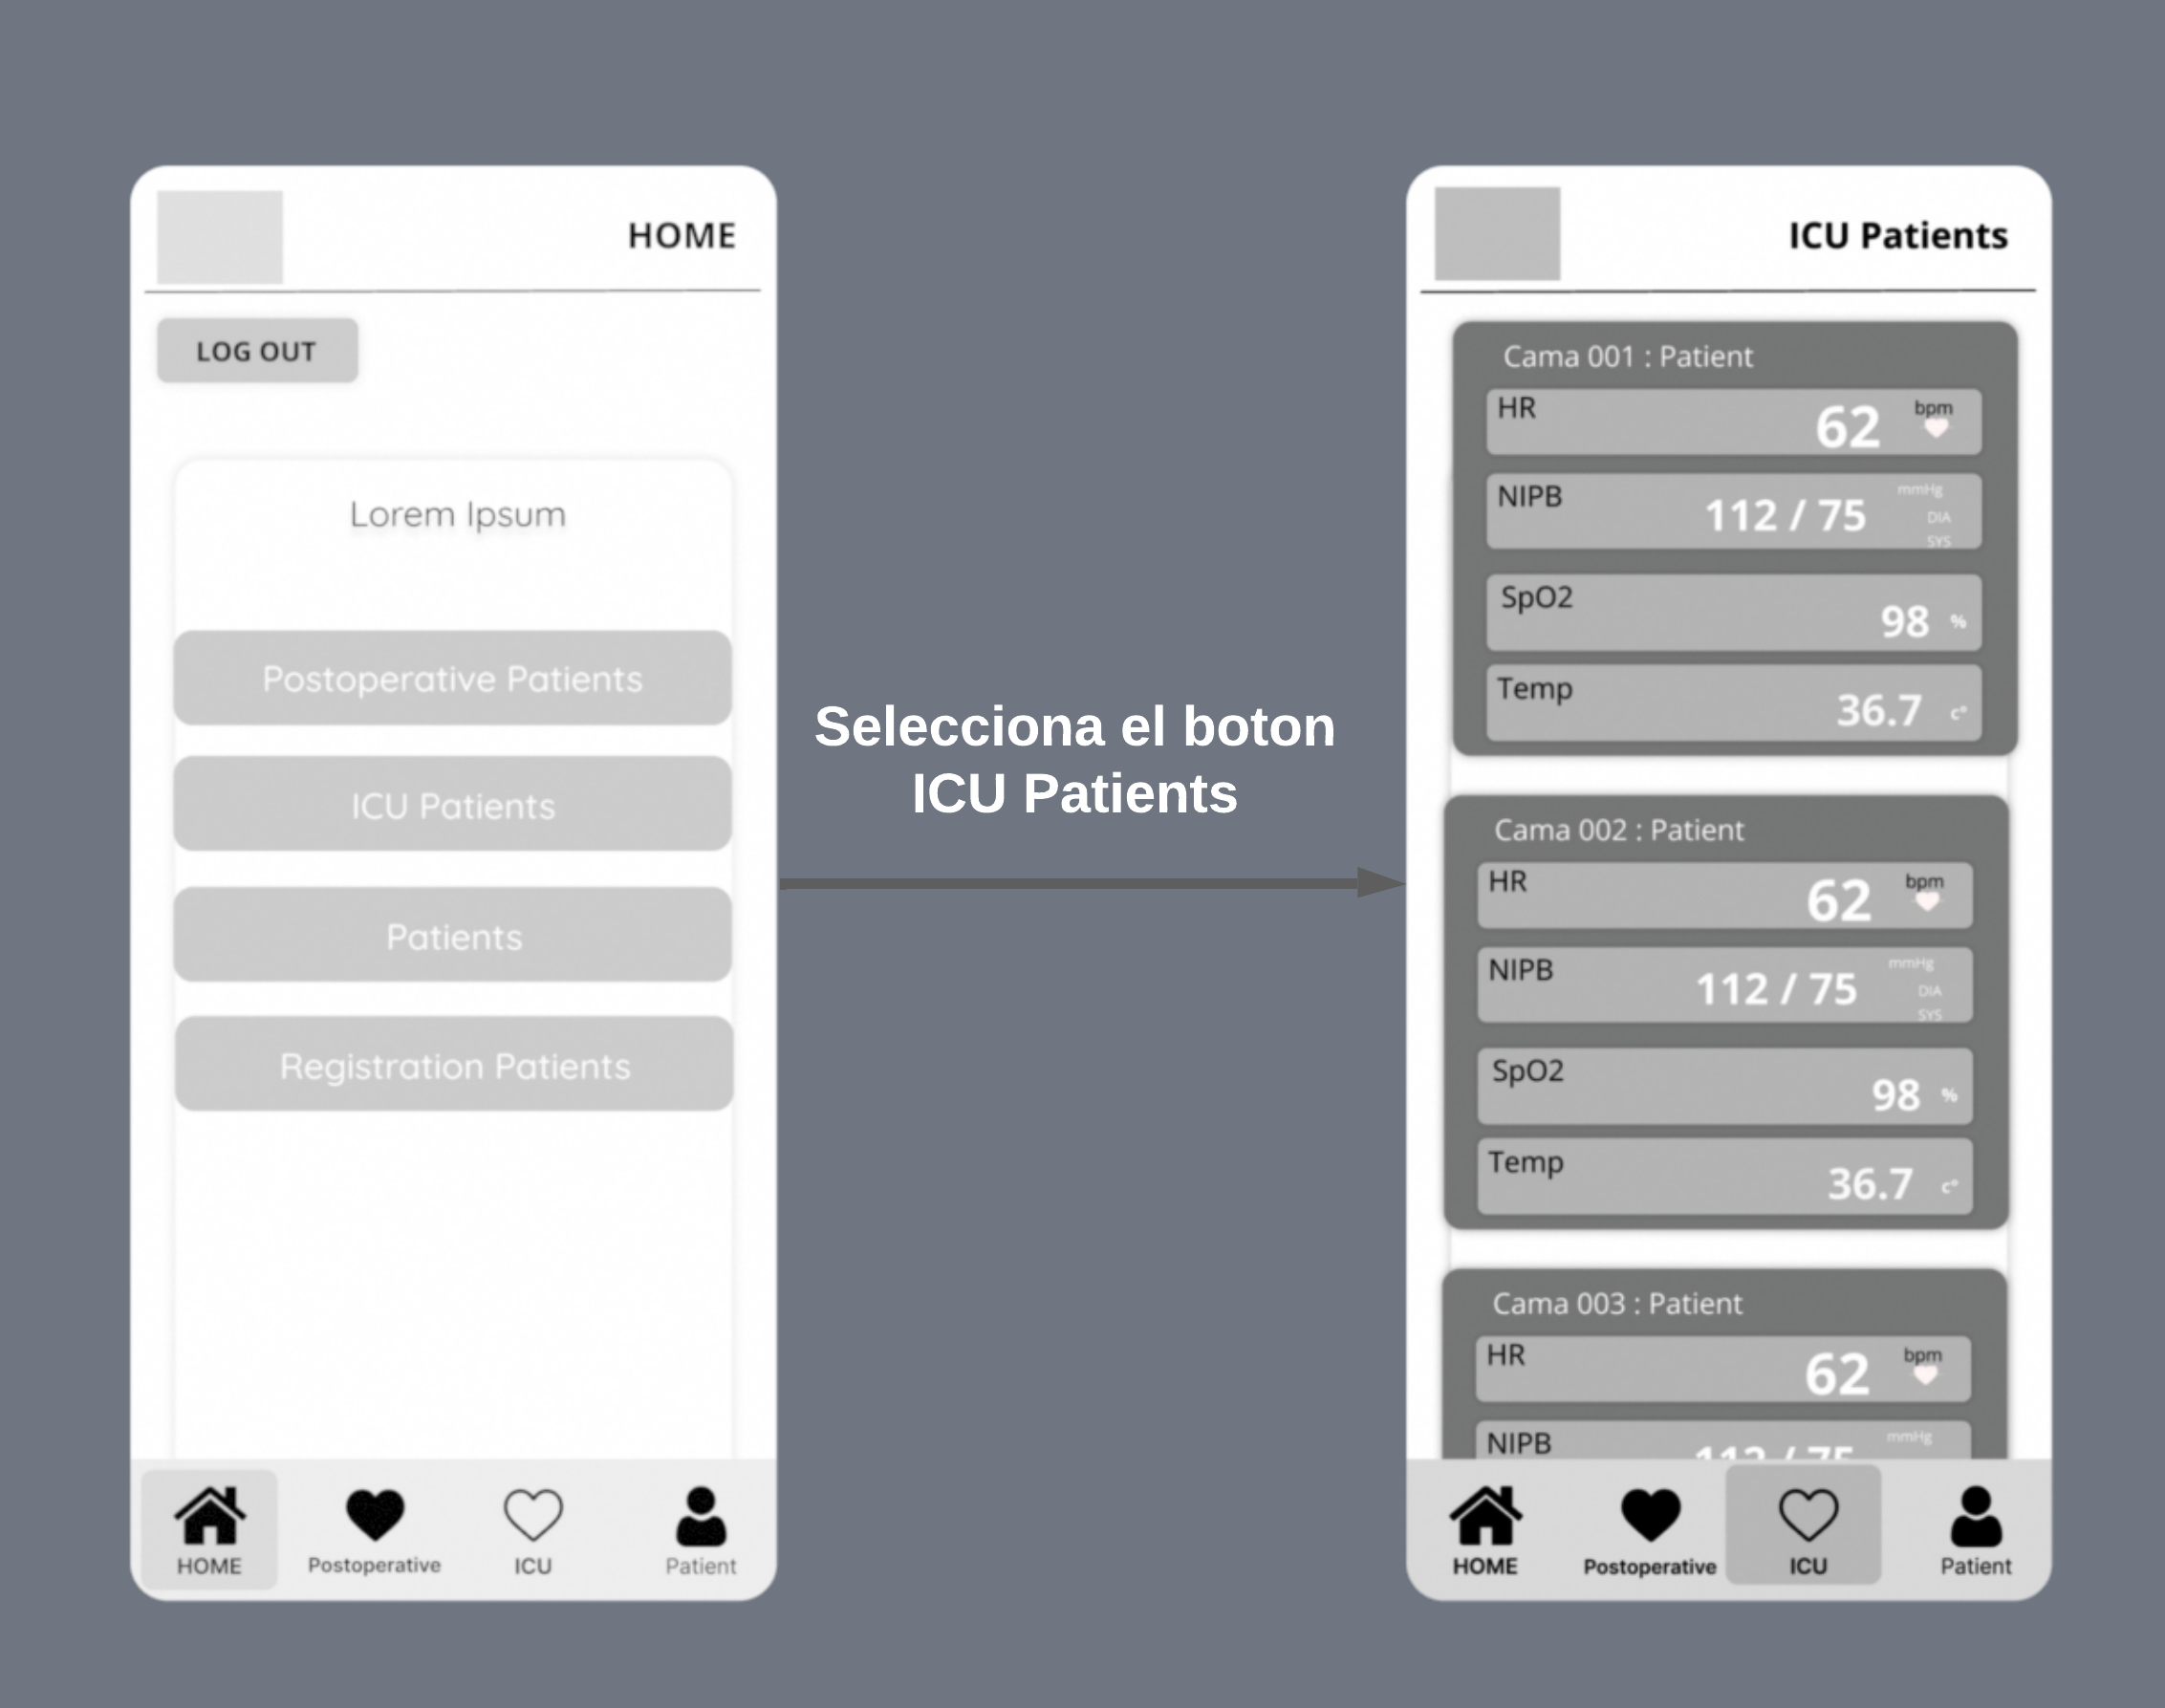 HOME
LOG OUT
Lorem Ipsum
Postoperative Patients
ICU Patients
Patients
Registration Patients
HOME
Postoperative
ICU
Patient
Selecciona el boton
ICU Patients
ICU Patients
Cama 001 : Patient
HR
62
bpm
NIPB
112 / 75
mmHg
DIA
SYS
SpO2
98 %
Temp
36.7 c°
Cama 002 : Patient
HR
62
bpm
NIPB
112 / 75
mmHg
DIA
SYS
SpO2
98 %
Temp
36.7 c°
Cama 003 : Patient
HR
62
bpm
NIPB
112 / 75
mmHg
HOME
Postoperative
ICU
Patient